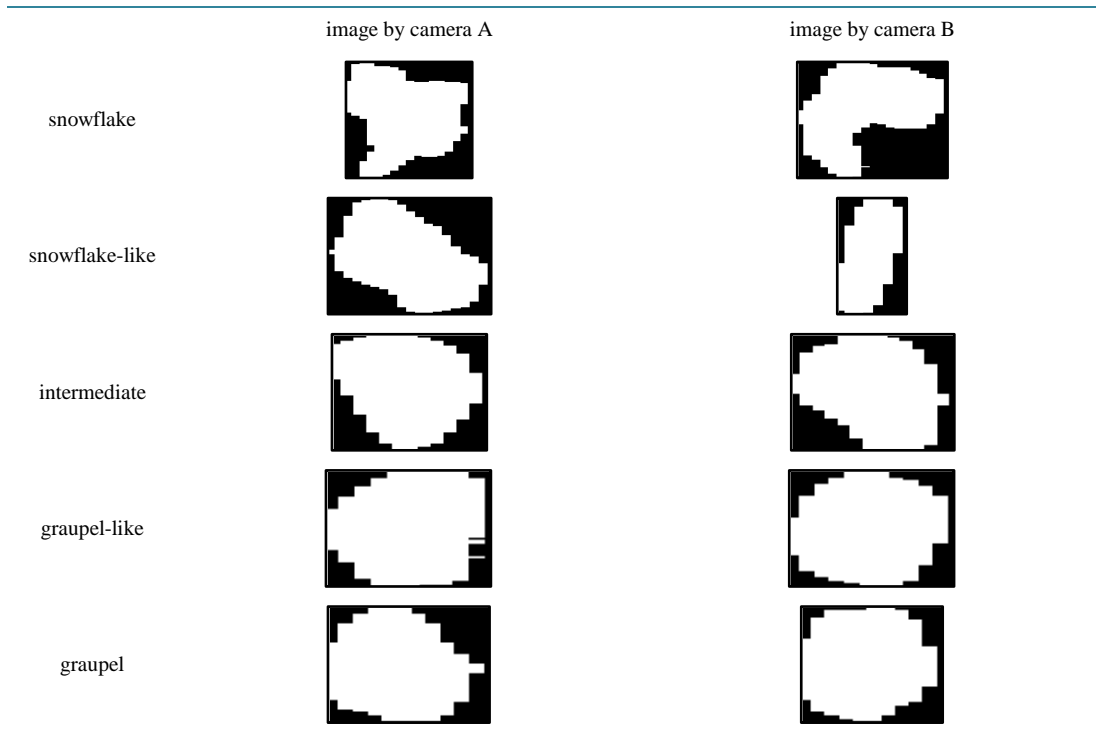 image by camera A
image by camera B
snowflake
snowflake-like
intermediate
graupel-like
graupel